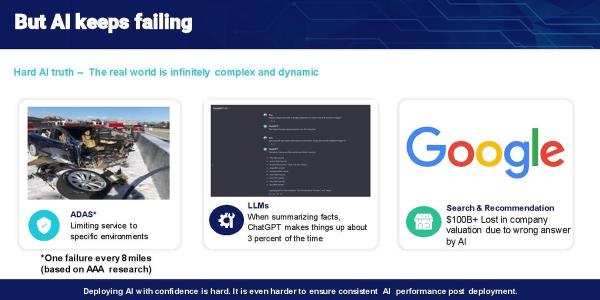 But AI keeps failing
Hard AI truth – The real world is infinitely complex and dynamic
Google
ADAS*
Limiting service to
specific environments
LLMs
When summarizing facts,
ChatGPT makes things up about
3 percent of the time
Search & Recommendation
$100B+ Lost in company
valuation due to wrong answer
by AI
*One failure every 8 miles
(based on AAA research)
Deploying AI with confidence is hard. It is even harder to ensure consistent AI performance post deployment.